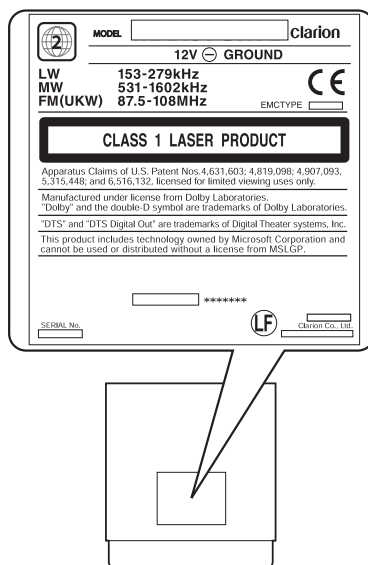 2 MODEL Clarion
12V ⊖ GROUND
LW 153-279kHz
MW 531-1602kHz
FM(UKW) 87.5-108MHz
CE
EMCTYPE
CLASS 1 LASER PRODUCT
Apparatus Claims of U.S. Patent Nos.4,631,603; 4,819,098; 4,907,093,
5,315,448; and 6,516,132, licensed for limited viewing uses only.
Manufactured under license from Dolby Laboratories.
"Dolby" and the double-D symbol are trademarks of Dolby Laboratories.
"DTS" and "DTS Digital Out" are trademarks of Digital Theater systems, Inc.
This product includes technology owned by Microsoft Corporation and
cannot be used or distributed without a license from MSLGP.
*******
LF
SERIAL No. Clarion Co., Ltd.